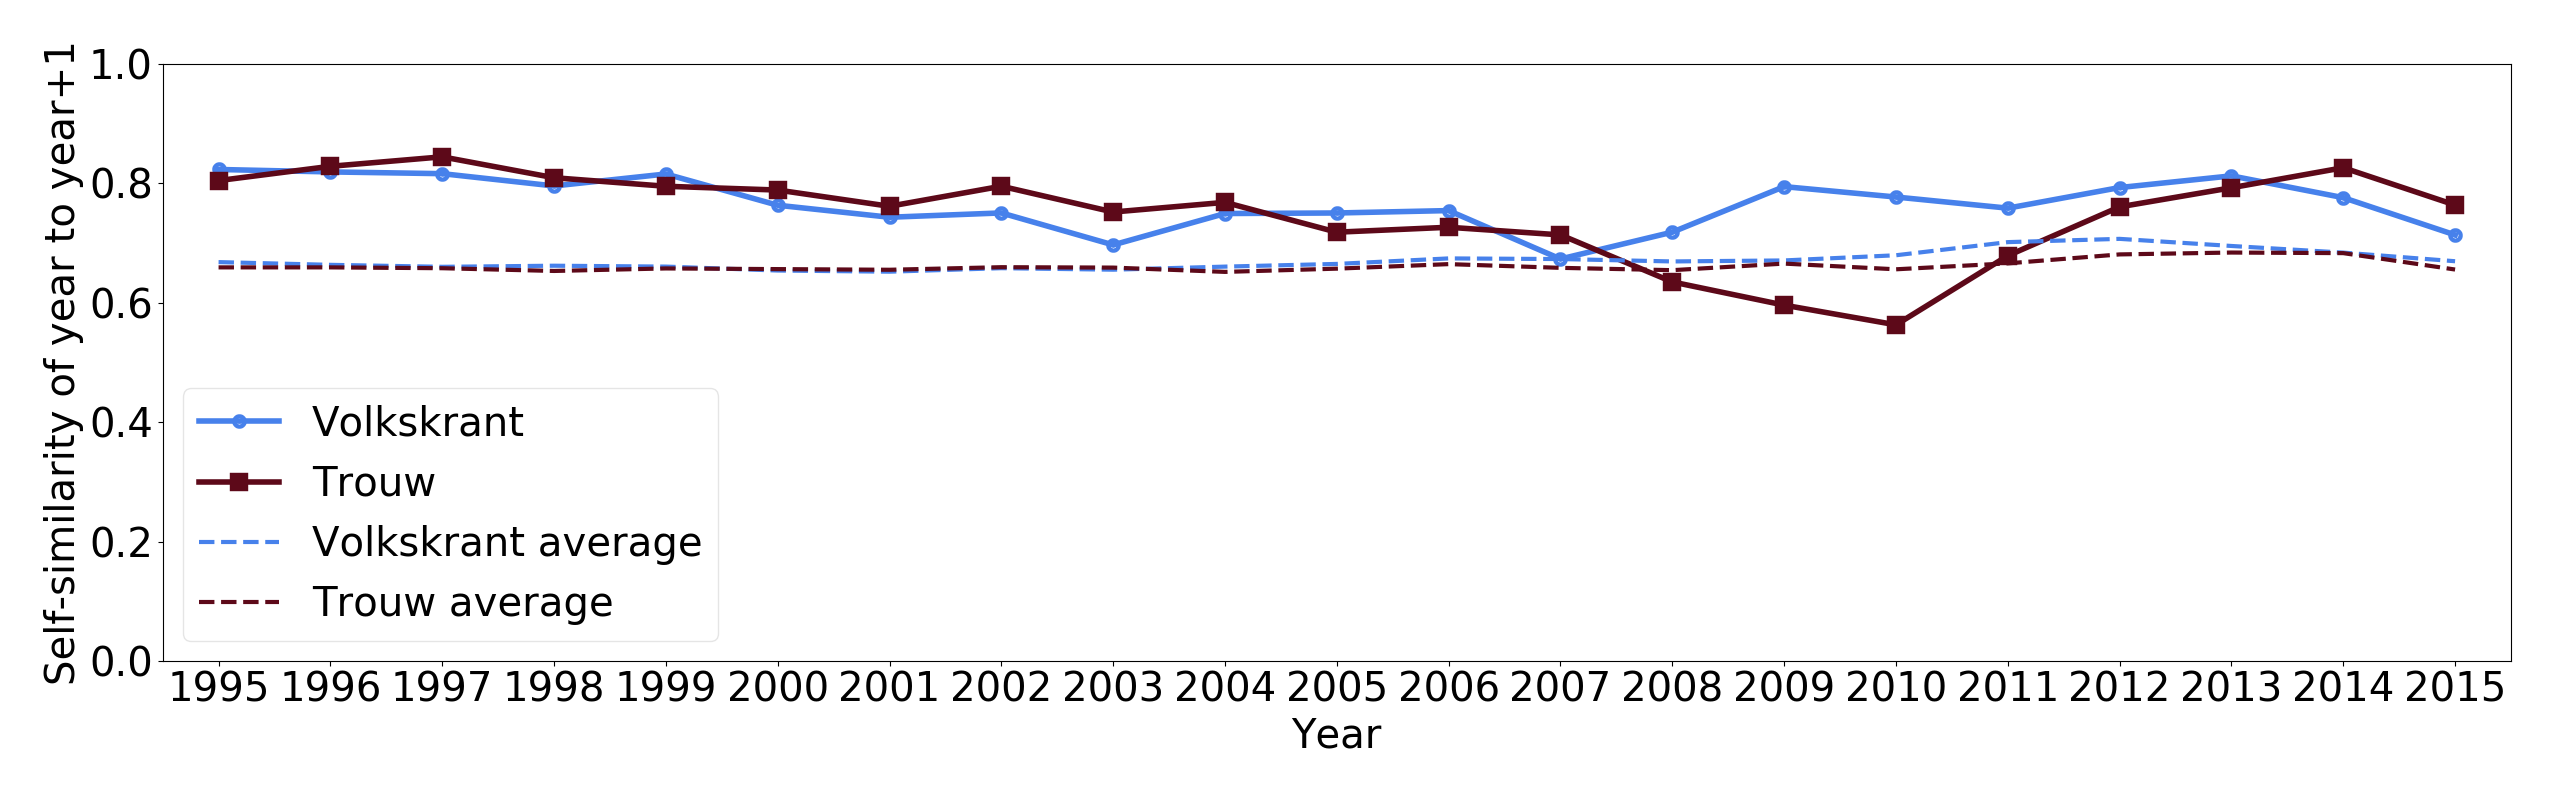 Self-similarity of year to year+1
1.0
0.8
0.6
0.4
0.2
0.0
Volkskrant
Trouw
Volkskrant average
Trouw average
1995 1996 1997 1998 1999 2000 2001 2002 2003 2004 2005 2006 2007 2008 2009 2010 2011 2012 2013 2014 2015
Year